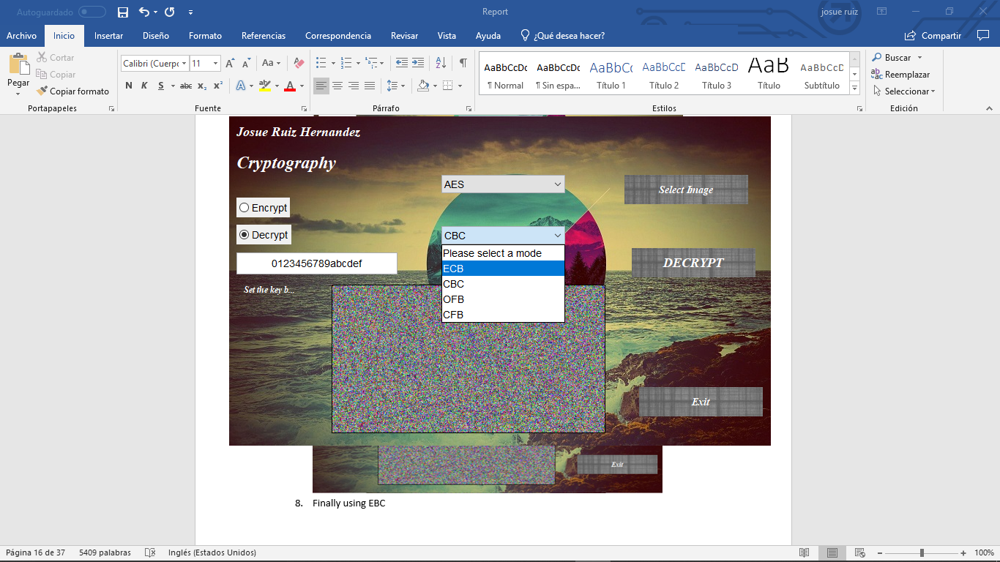 Autoguardado
Report
josue ruiz
Archivo Inicio Insertar Diseño Formato Referencias Correspondencia Revisar Vista Ayuda ¿Qué desea hacer? Compartir
Pegar
Cortar
Copiar
Copiar formato
Portapapeles
Calibri (Cuerpo 11
N K S abc x₂ x²
Fuente
Párrafo
AaBbCcDc AaBbCcDc AaBbCc AaBbCcD AaBbCcD AaB AaBbCcD
¶ Normal ¶ Sin espa... Título 1 Título 2 Título 3 Título Subtítulo
Estilos
Buscar
Reemplazar
Seleccionar
Edición
Josue Ruiz Hernandez
Cryptography
AES
Select Image
Encrypt
Decrypt
CBC
Please select a mode
ECB
CBC
OFB
CFB
0123456789abcdef
DECRYPT
Set the key b...
Exit
Exit
8. Finally using EBC
Página 16 de 37 5409 palabras Inglés (Estados Unidos) 100%